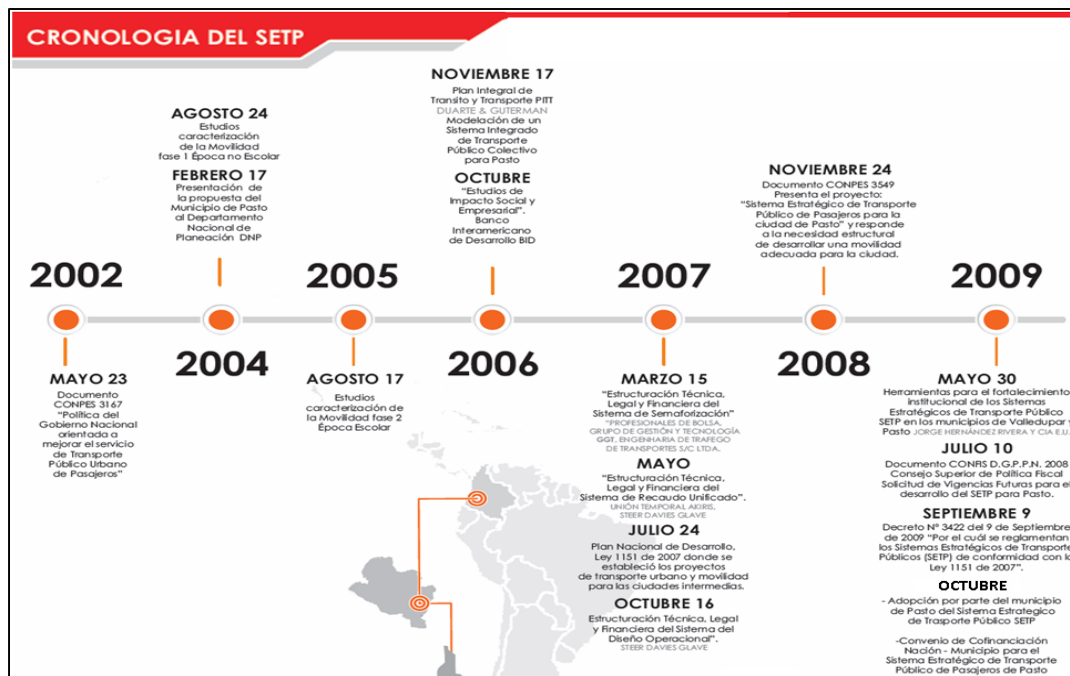 CRONOLOGIA DEL SETP
2002
MAYO 23
Documento
CONPES 3167
"Política del
Gobierno Nacional
orientada a
mejorar el servicio
de Transporte
Público Urbano
de Pasajeros"
AGOSTO 24
Estudios
caracterización
de la Movilidad
fase 1 Época no Escolar
FEBRERO 17
Presentación de
la propuesta del
Municipio de Pasto
al Departamento
Nacional de
Planeación DNP
2004
2005
AGOSTO 17
Estudios
caracterización de
la Movilidad fase 2
Época Escolar
NOVIEMBRE 17
Plan Integral de
Transito y Transporte PITT
DUARTE & GUTERMAN
Modelación de un
Sistema Integrado
de Transporte
Público Colectivo
para Pasto
OCTUBRE
"Estudios de
Impacto Social y
Empresarial".
Banco
Interamericano
de Desarrollo BID
2006
2007
MARZO 15
"Estructuración Técnica,
Legal y Financiera del
Sistema de Semaforización"
"PROFESIONALES DE BOLSA,
GRUPO DE GESTIÓN Y TECNOLOGÍA
GGT, ENGENHARIA DE TRAFEGO
DE TRANSPORTES S/C LTDA.
MAYO
"Estructuración Técnica,
Legal y Financiera del
Sistema de Recaudo Unificado".
UNIÓN TEMPORAL AKIRIS,
STEER DAVIES GLAVE
JULIO 24
Plan Nacional de Desarrollo,
Ley 1151 de 2007 donde se
estableció los proyectos
de transporte urbano y movilidad
para las ciudades intermedias.
OCTUBRE 16
Estructuración Técnica, Legal
y Financiera del Sistema del
Diseño Operacional".
STEER DAVIES GLAVE
NOVIEMBRE 24
Documento CONPES 3549
Presenta el proyecto:
"Sistema Estratégico de Transporte
Público de Pasajeros para la
ciudad de Pasto" y responde
a la necesidad estructural
de desarrollar una movilidad
adecuada para la ciudad.
2008
2009
MAYO 30
Herramientas para el fortalecimiento
institucional de los Sistemas
Estratégicos de Transporte Público
SETP en los municipios de Valledupar y
Pasto JORGE HERNÁNDEZ RIVERA Y CIA E.U.
JULIO 10
Documento CONFIS D.G.P.P.N. 2008
Consejo Superior de Política Fiscal
Solicitud de Vigencias Futuras para el
desarrollo del SETP para Pasto.
SEPTIEMBRE 9
Decreto Nº 3422 del 9 de Septiembre
de 2009 "Por el cuál se reglamentan
los Sistemas Estratégicos de Transporte
Públicos (SETP) de conformidad con la
Ley 1151 de 2007".
OCTUBRE
- Adopción por parte del municipio
de Pasto del Sistema Estrategico
de Trasporte Público SETP
-Convenio de Cofinanciación
Nación - Municipio para el
Sistema Estratégico de Transporte
Público de Pasajeros de Pasto